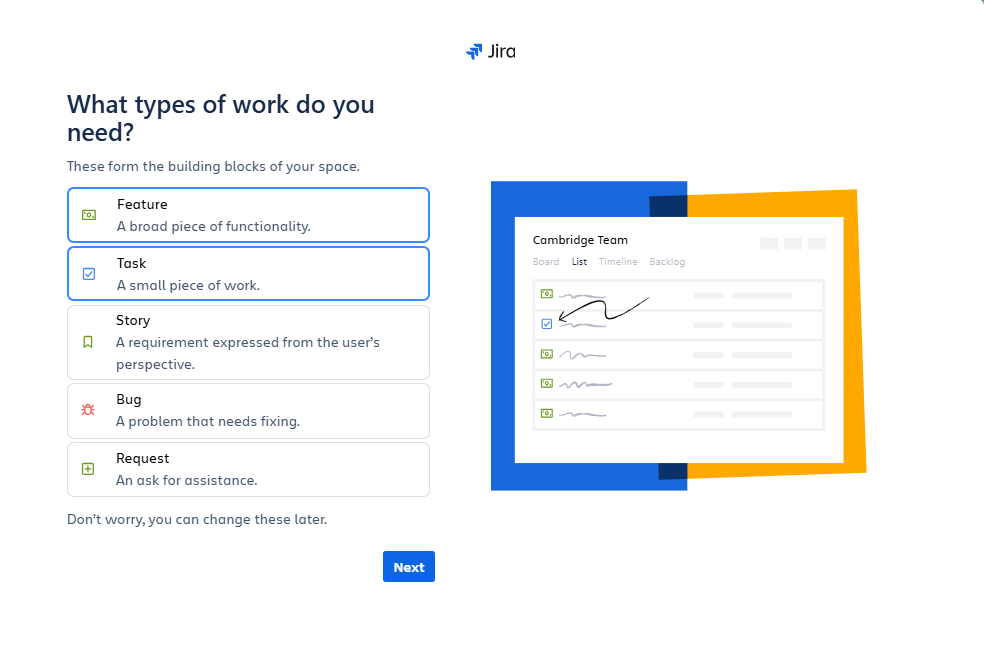 Jira
What types of work do you
need?
These form the building blocks of your space.
Feature
A broad piece of functionality.
Task
A small piece of work.
Story
A requirement expressed from the user's
perspective.
Bug
A problem that needs fixing.
Request
An ask for assistance.
Don't worry, you can change these later.
Next
Cambridge Team
Board List Timeline Backlog